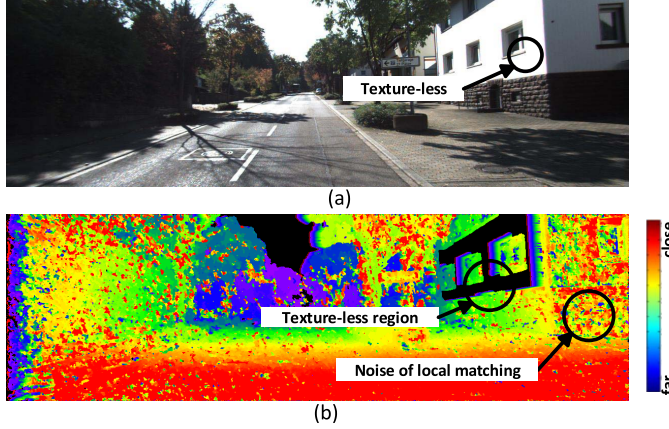 Texture-less
(a)
close
Texture-less region
Noise of local matching
far
(b)